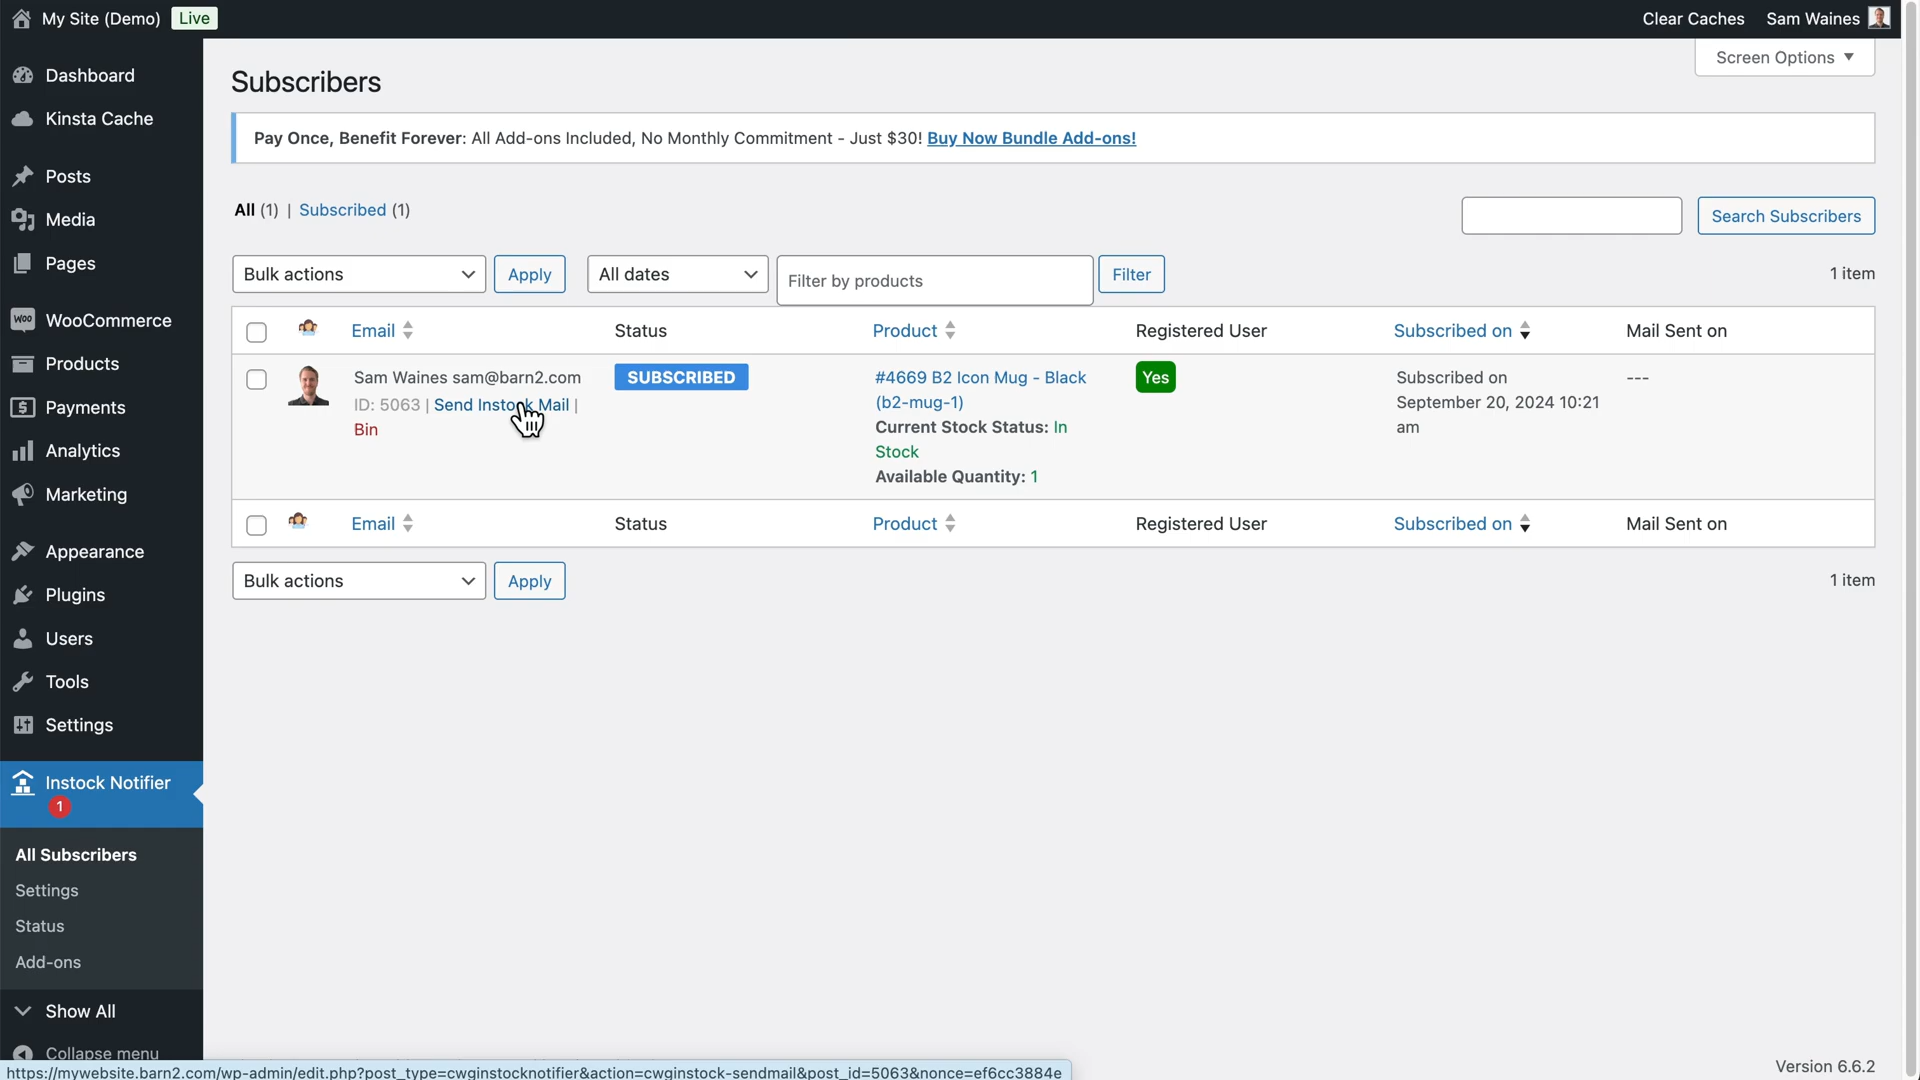 My Site (Demo) Live Clear Caches Sam Waines
Dashboard
Kinsta Cache
Posts
Media
Pages
WOO WooCommerce
Products
Payments
Analytics
Marketing
Appearance
Plugins
Users
Tools
Settings
Instock Notifier
1
All Subscribers
Settings
Status
Add-ons
Show All
Collapse menu
Screen Options
Subscribers
Pay Once, Benefit Forever: All Add-ons Included, No Monthly Commitment - Just $30! Buy Now Bundle Add-ons!
All (1) | Subscribed (1)
Search Subscribers
Bulk actions Apply All dates Filter by products Filter 1 item
Email Status Product Registered User Subscribed on Mail Sent on
Sam Waines sam@barn2.com
ID: 5063 | Send Instock Mail |
Bin
SUBSCRIBED
#4669 B2 Icon Mug - Black
(b2-mug-1)
Current Stock Status: In
Stock
Available Quantity: 1
Yes
Subscribed on
September 20, 2024 10:21
am
---
Email Status Product Registered User Subscribed on Mail Sent on
Bulk actions Apply 1 item
Version 6.6.2
https://mywebsite.barn2.com/wp-admin/edit.php?post_type=cwginstocknotifier&action=cwginstock-sendmail&post_id=5063&nonce=ef6cc3884e